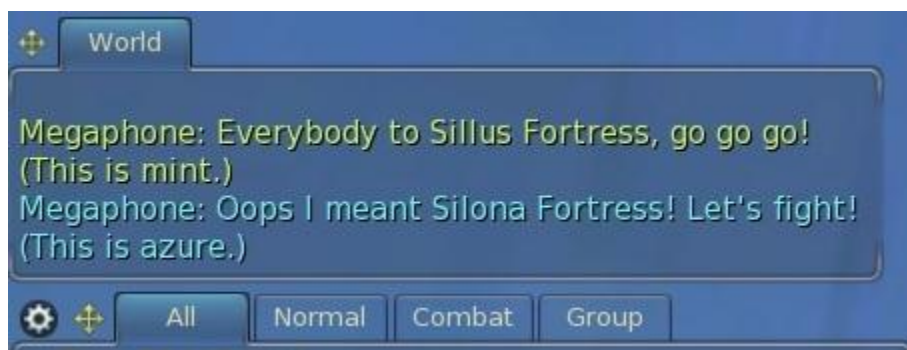 World
Megaphone: Everybody to Sillus Fortress, go go go!
(This is mint.)
Megaphone: Oops I meant Silona Fortress! Let's fight!
(This is azure.)
All Normal Combat Group